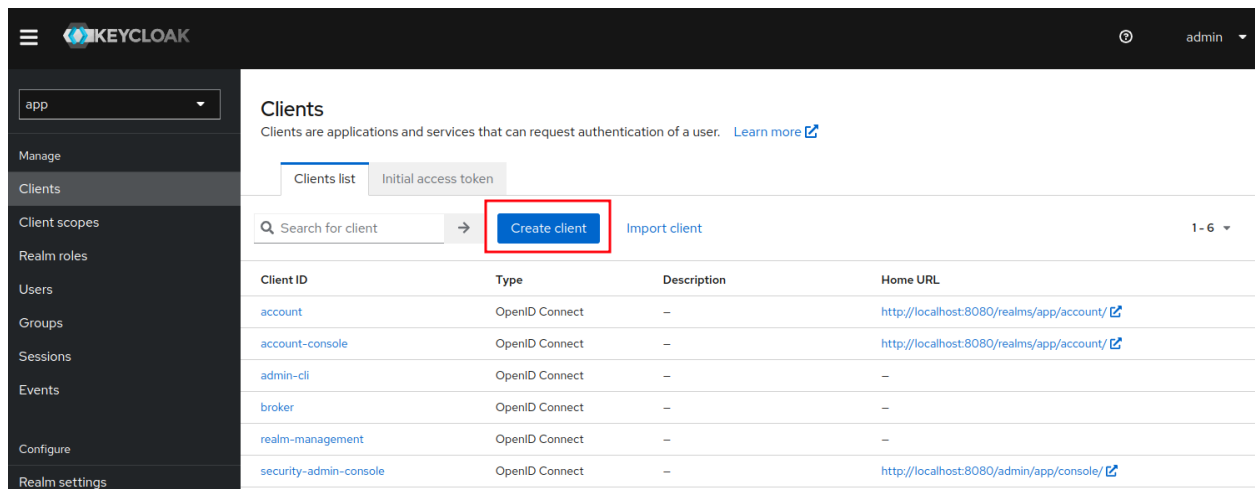 KEYCLOAK
admin
app
Manage
Clients
Client scopes
Realm roles
Users
Groups
Sessions
Events
Configure
Realm settings
Clients
Clients are applications and services that can request authentication of a user. Learn more
Clients list Initial access token
Search for client Create client Import client 1 - 6
Client ID Type Description Home URL
account OpenID Connect – http://localhost:8080/realms/app/account/
account-console OpenID Connect – http://localhost:8080/realms/app/account/
admin-cli OpenID Connect – –
broker OpenID Connect – –
realm-management OpenID Connect – –
security-admin-console OpenID Connect – http://localhost:8080/admin/app/console/